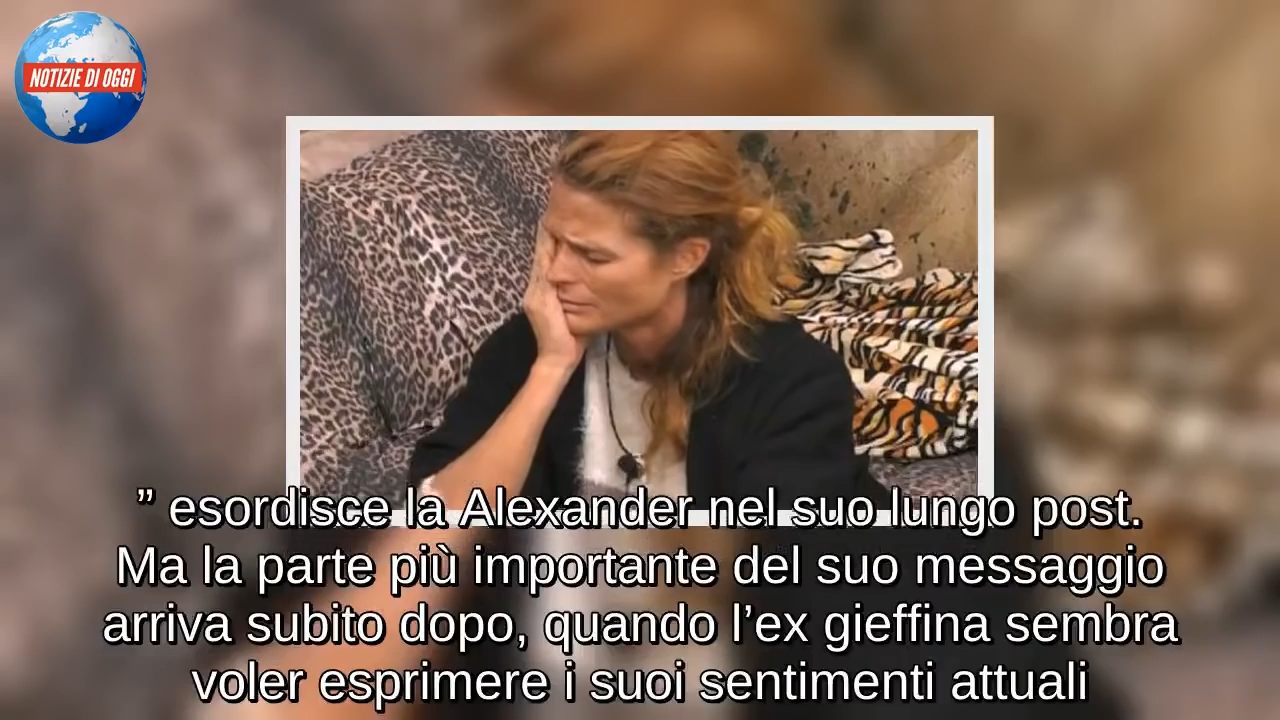 NOTIZIE DI OGGI
” esordisce la Alexander nel suo lungo post.
Ma la parte più importante del suo messaggio
arriva subito dopo, quando l’ex gieffina sembra
voler esprimere i suoi sentimenti attuali